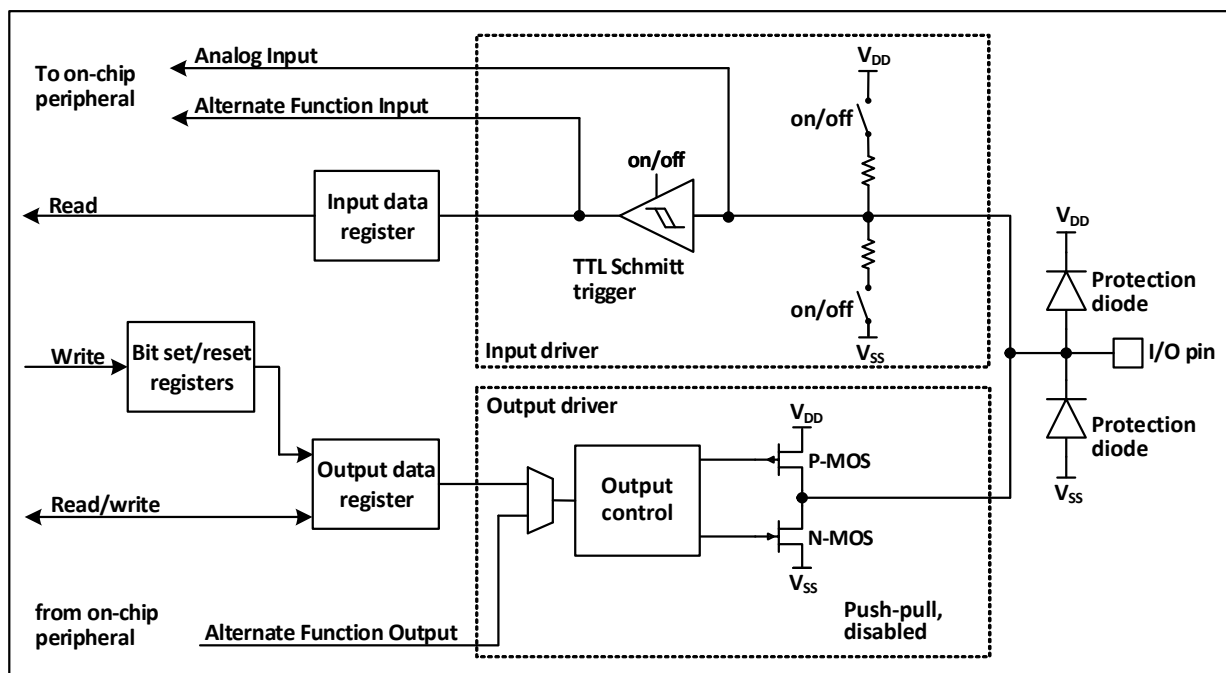 Analog Input
To on-chip
peripheral
Alternate Function Input
on/off
Read
Input data
register
TTL Schmitt
trigger
V_DD
on/off
on/off
V_SS
Input driver
V_DD
Protection
diode
I/O pin
Protection
diode
V_SS
Write
Bit set/reset
registers
Output driver
Output data
register
Read/write
Output
control
V_DD
P-MOS
N-MOS
V_SS
Push-pull,
disabled
from on-chip
peripheral
Alternate Function Output